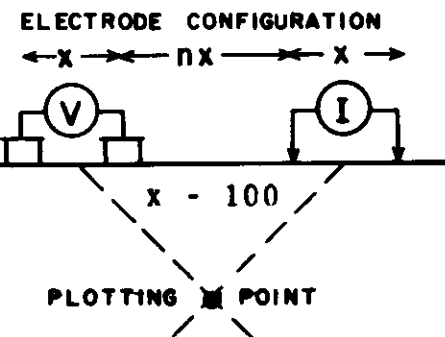 ELECTRODE CONFIGURATION
x nx x
V I
x - 100
PLOTTING POINT